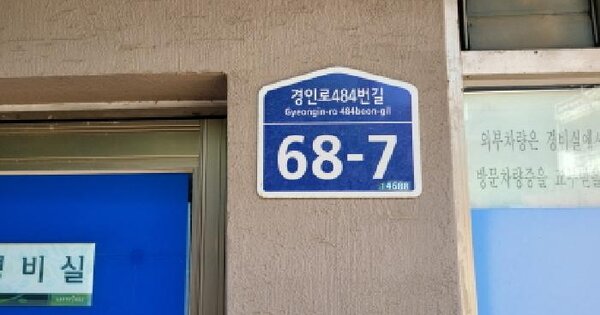 경인로484번길
Gyeongin-ro 484beon-gil
68-7
비실
외부차량은 경비실에서
방문차량증을